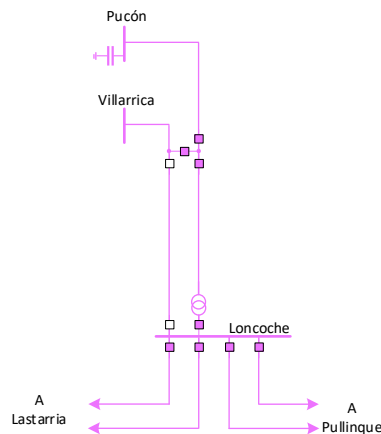 Pucón
Villarrica
Loncoche
A
Lastarria
A
Pullinque